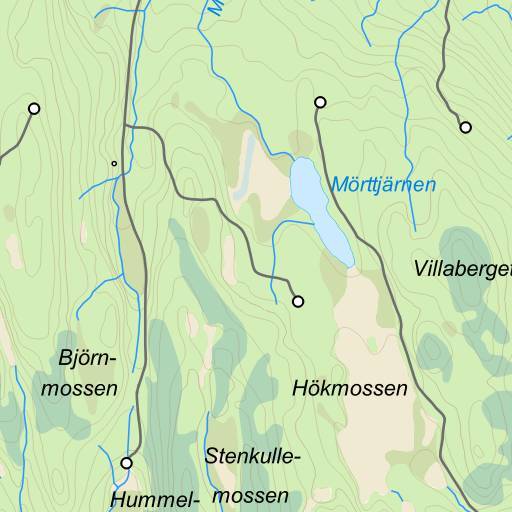 M
Mörttjärnen
Villaberget
Björn-
mossen
Hökmossen
Stenkulle-
mossen
Hummel-